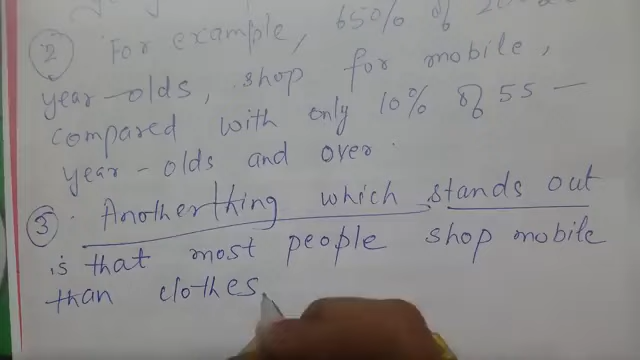 ② For example, 65% of
year-olds, shop for mobile,
compared with only 10% of 55 -
year-olds and over.
③. Anotherthing which stands out
is that most people shop mobile
than clothes